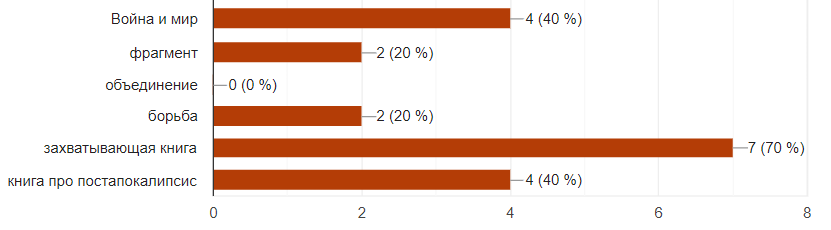 Война и мир 4 (40 %)
фрагмент 2 (20 %)
объединение 0 (0 %)
борьба 2 (20 %)
захватывающая книга 7 (70 %)
книга про постапокалипсис 4 (40 %)
0 2 4 6 8